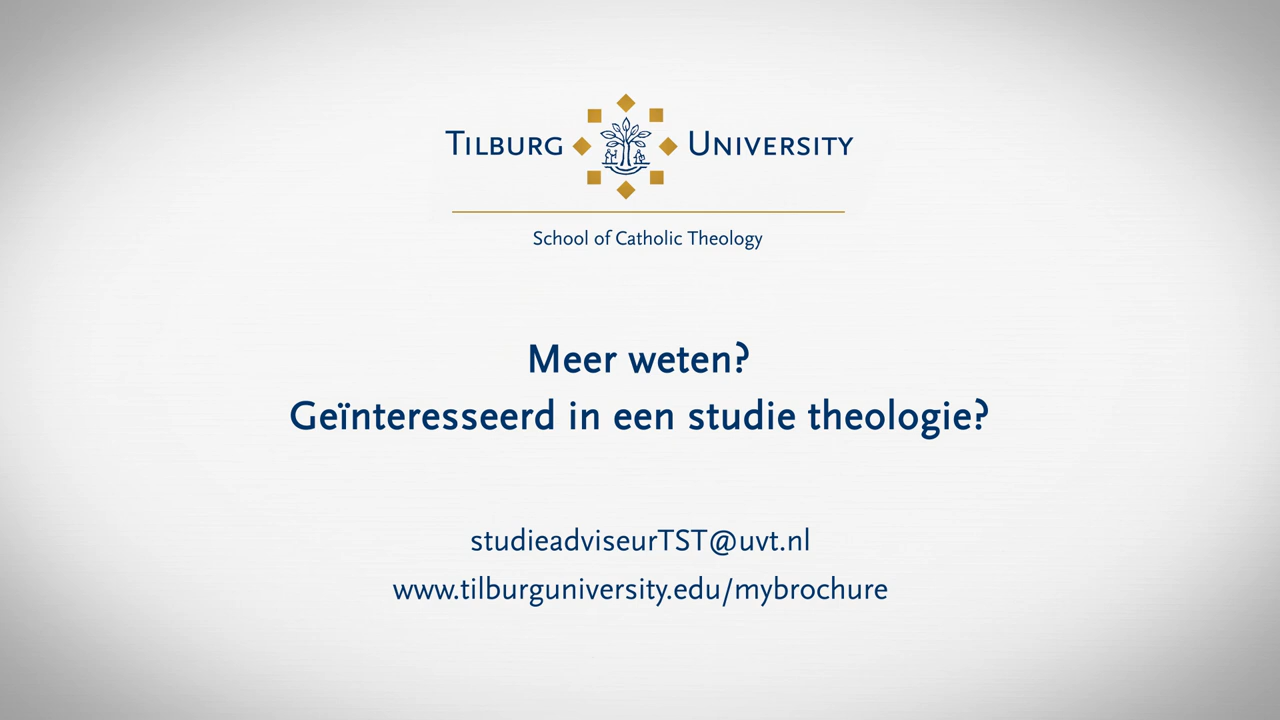 TILBURG UNIVERSITY
School of Catholic Theology
Meer weten?
Geïnteresseerd in een studie theologie?
studieadviseurTST@uvt.nl
www.tilburguniversity.edu/mybrochure